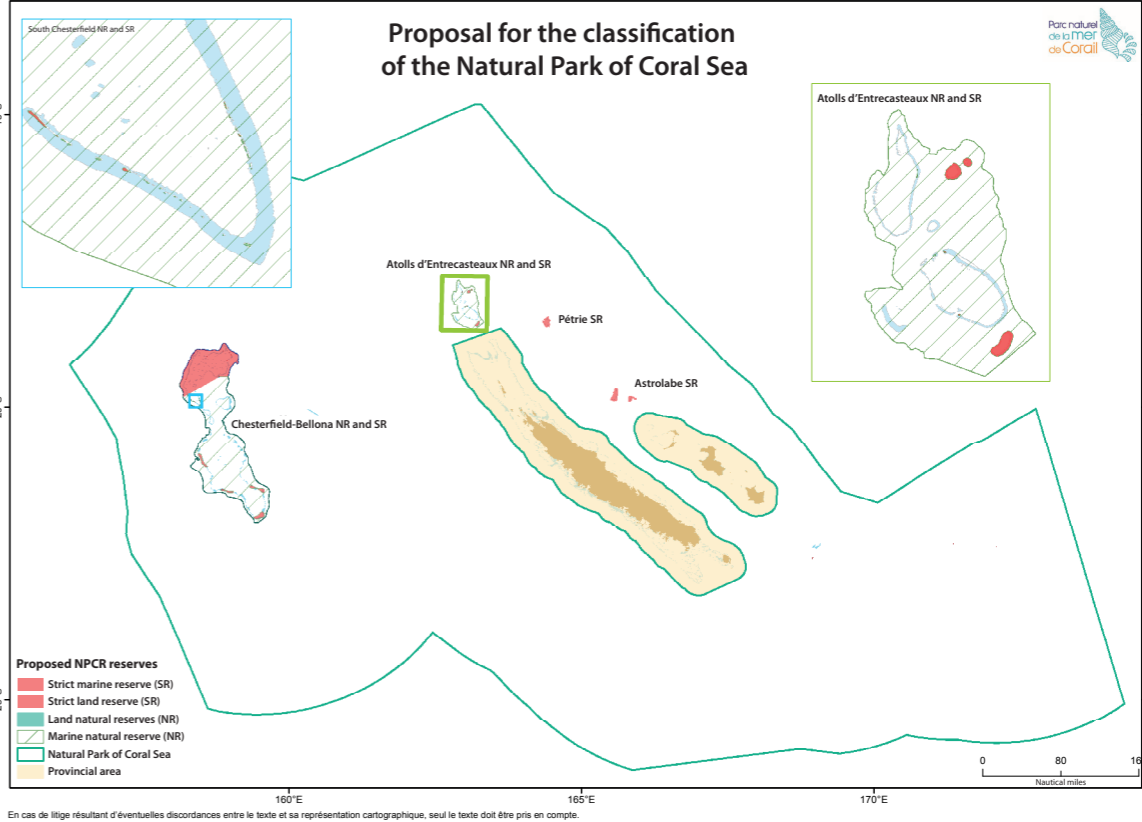 South Chesterfield NR and SR
Proposal for the classification
of the Natural Park of Coral Sea
Parc naturel
de la mer
de Corail
Atolls d'Entrecasteaux NR and SR
Atolls d'Entrecasteaux NR and SR
Pétrie SR
Astrolabe SR
Chesterfield-Bellona NR and SR
Proposed NPCR reserves
Strict marine reserve (SR)
Strict land reserve (SR)
Land natural reserves (NR)
Marine natural reserve (NR)
Natural Park of Coral Sea
Provincial area
0 80 16
Nautical miles
160°E 165°E 170°E
En cas de litige résultant d'éventuelles discordances entre le texte et sa représentation cartographique, seul le texte doit être pris en compte.